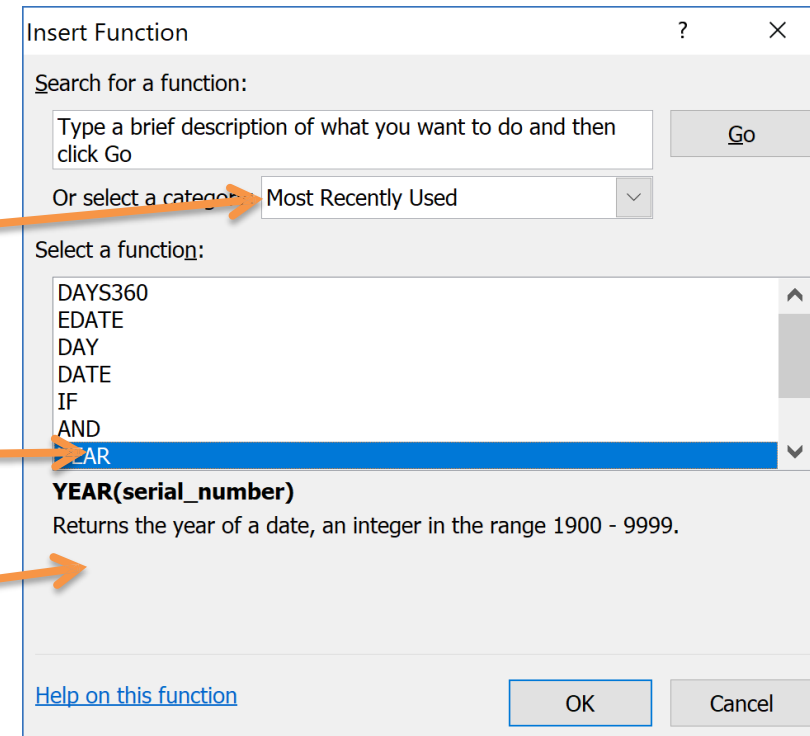 Insert Function ?
Search for a function:
Type a brief description of what you want to do and then
click Go
Go
Or select a category: Most Recently Used
Select a function:
DAYS360
EDATE
DAY
DATE
IF
AND
YEAR
YEAR(serial_number)
Returns the year of a date, an integer in the range 1900 - 9999.
Help on this function
OK
Cancel